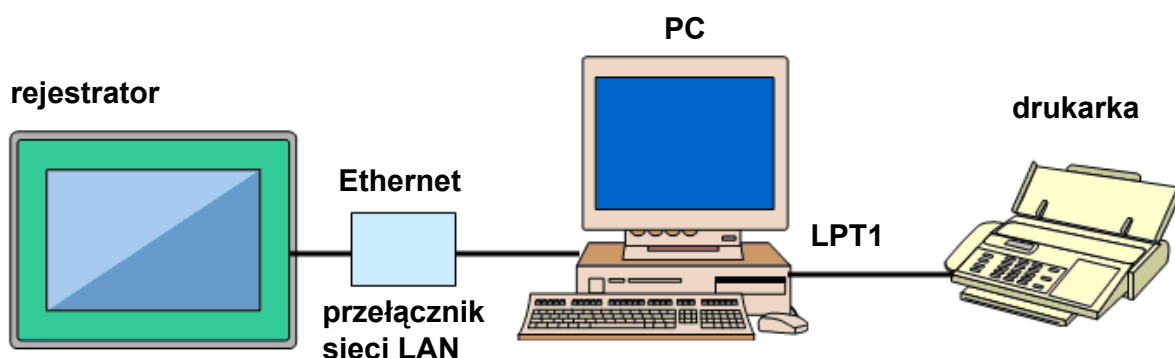 rejestrator
Ethernet
przełącznik
sieci LAN
PC
LPT1
drukarka